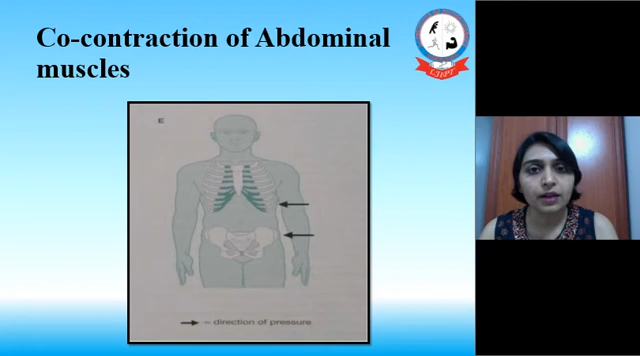 Co-contraction of Abdominal
muscles
E
= direction of pressure